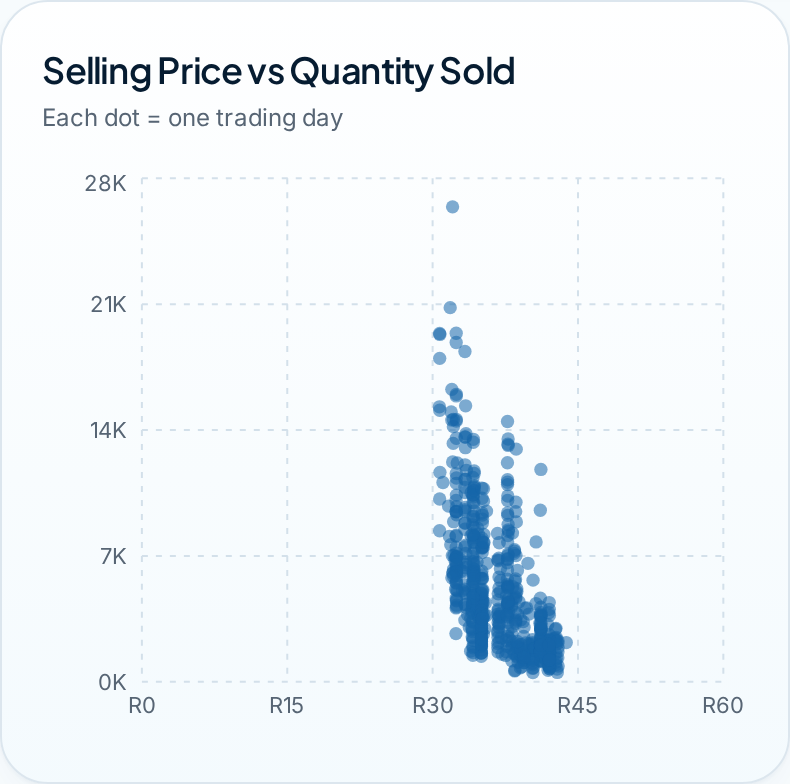 Selling Price vs Quantity Sold
Each dot = one trading day
28K
21K
14K
7K
0K
R0 R15 R30 R45 R60